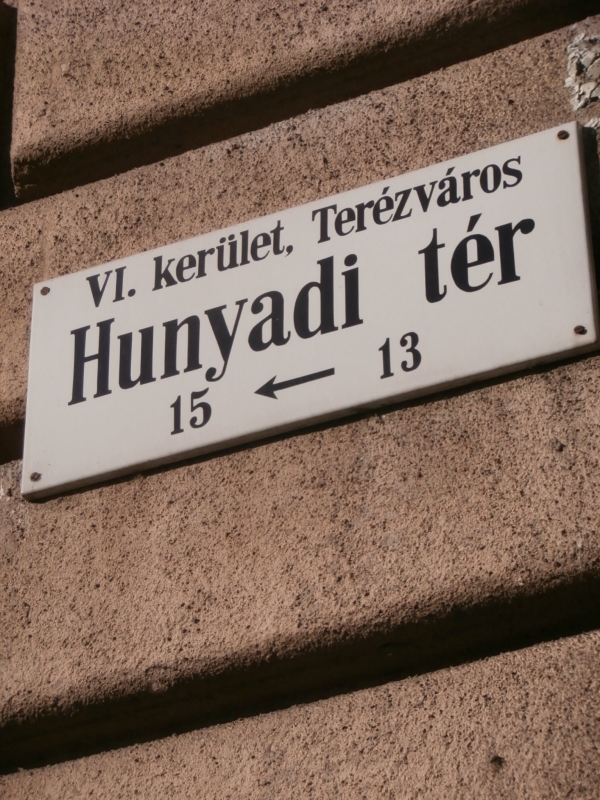 VI. kerület, Terézváros
Hunyadi tér
15 ← 13